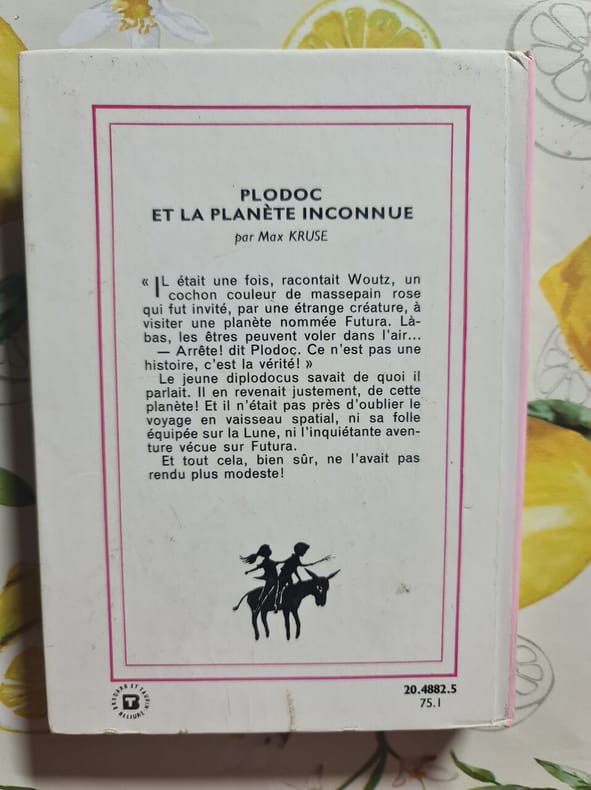 PLODOC
ET LA PLANÈTE INCONNUE
par Max KRUSE
« IL était une fois, racontait Woutz, un
cochon couleur de massepain rose
qui fut invité, par une étrange créature, à
visiter une planète nommée Futura. Là-
bas, les êtres peuvent voler dans l'air...
— Arrête! dit Plodoc. Ce n'est pas une
histoire, c'est la vérité! »
Le jeune diplodocus savait de quoi il
parlait. Il en revenait justement, de cette
planète! Et il n'était pas près d'oublier le
voyage en vaisseau spatial, ni sa folle
équipée sur la Lune, ni l'inquiétante aven-
ture vécue sur Futura.
Et tout cela, bien sûr, ne l'avait pas
rendu plus modeste!
BRODARD ET TAUPIN
T
RELIURE
20.4882.5
75.I